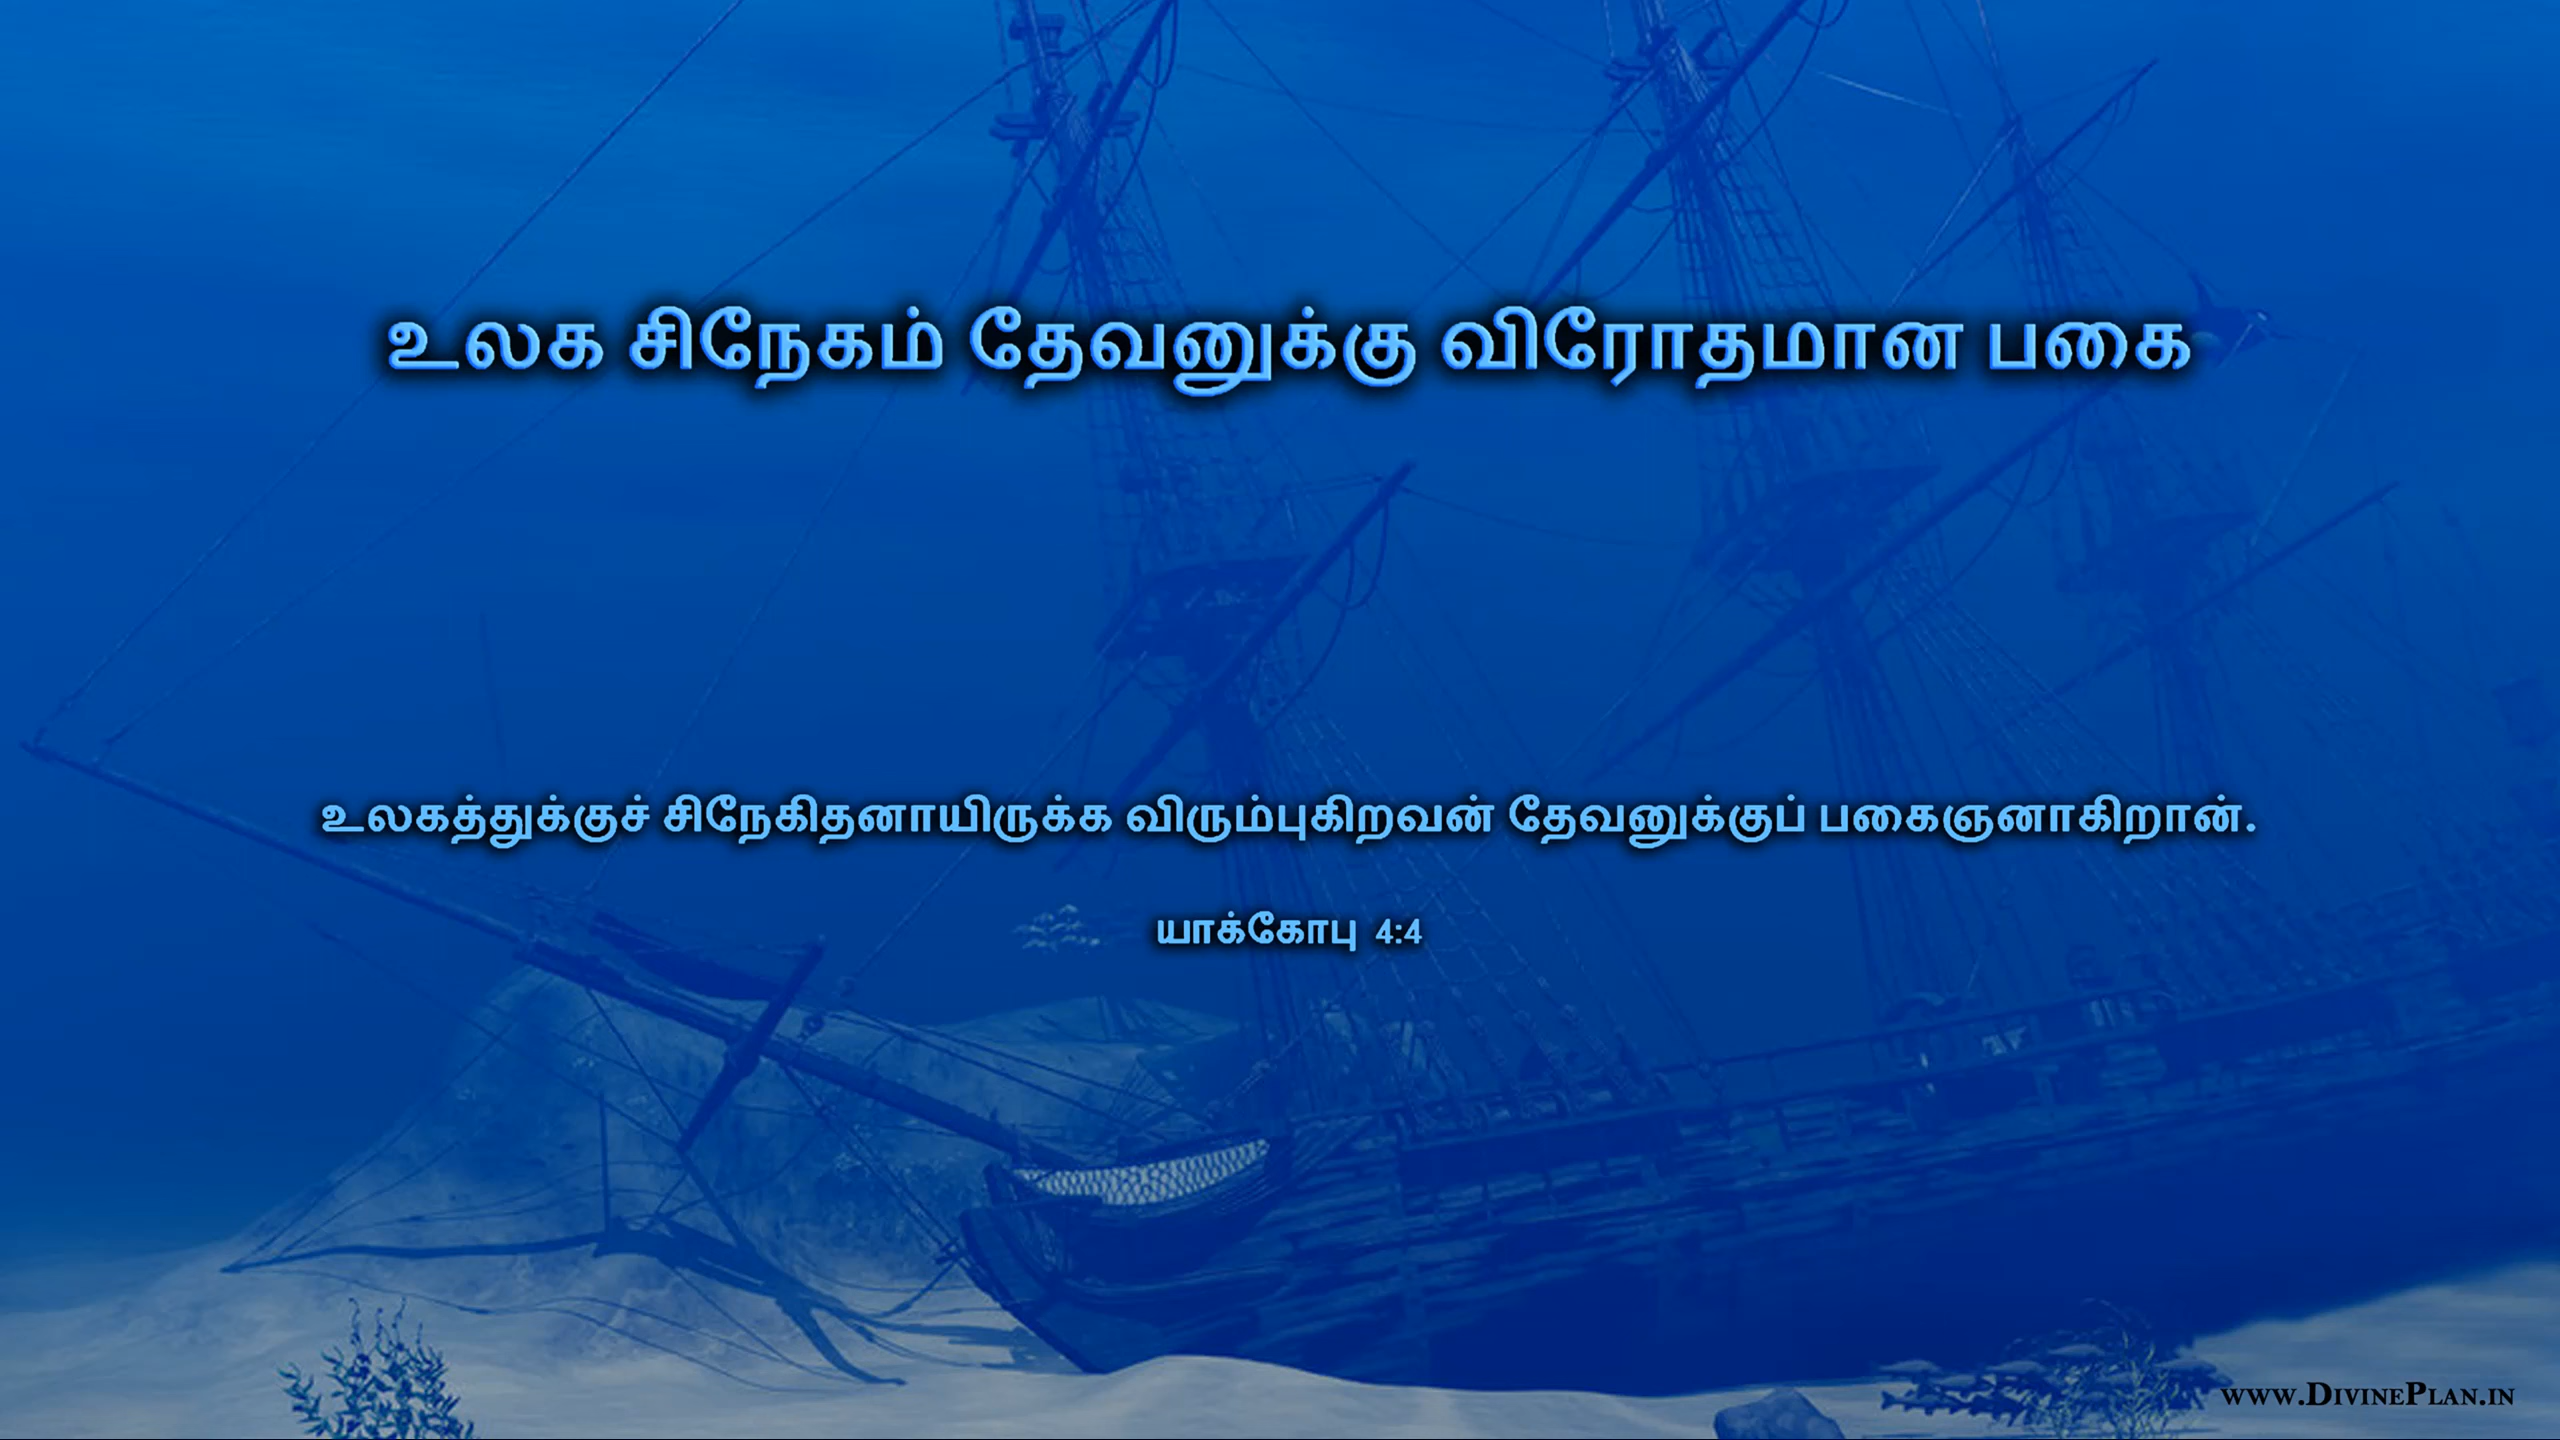 உலக சிநேகம் தேவனுக்கு விரோதமான பகை
உலகத்துக்குச் சிநேகிதனாயிருக்க விரும்புகிறவன் தேவனுக்குப் பகைஞனாகிறான்.
யாக்கோபு 4:4
www.DivinePlan.in